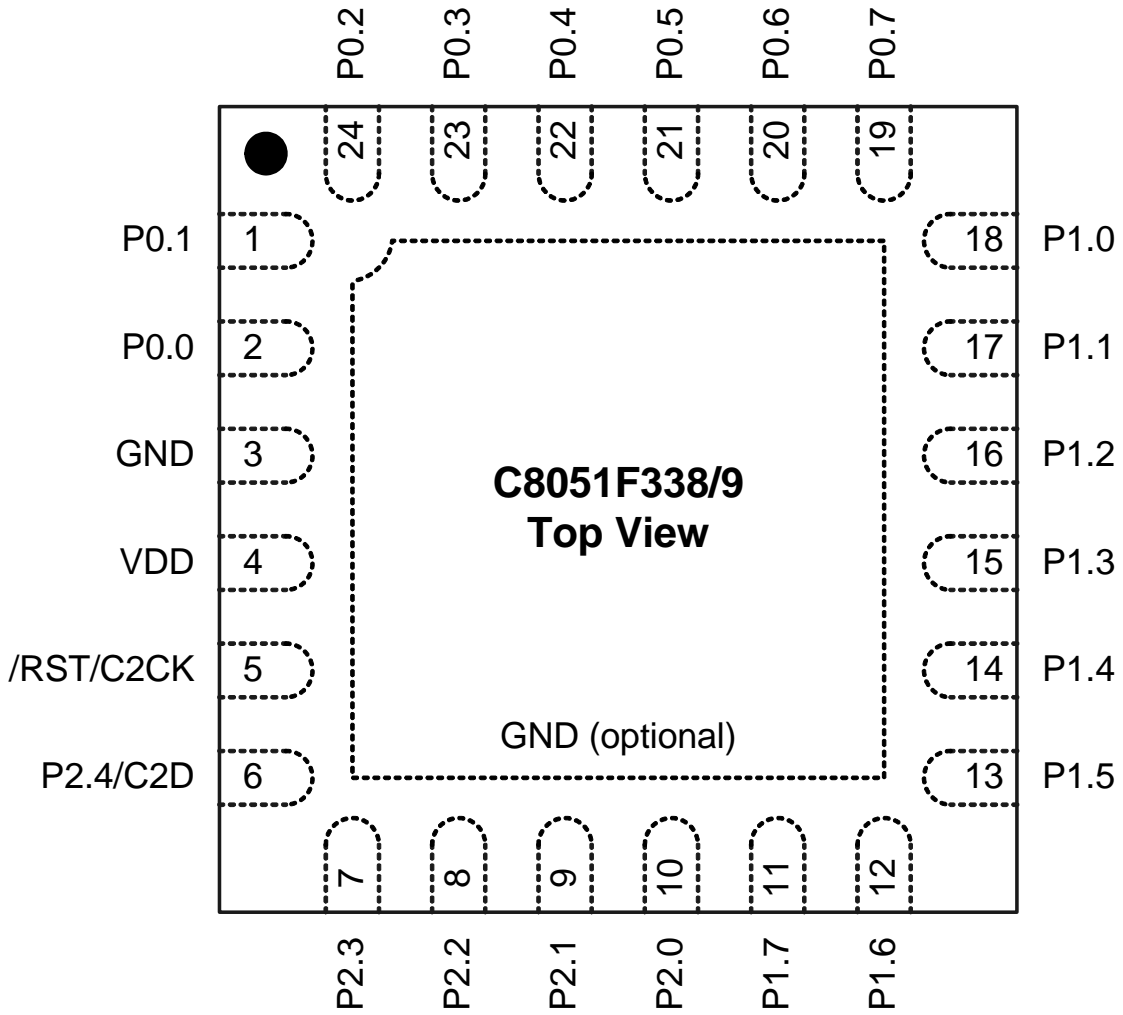 P0.2
P0.3
P0.4
P0.5
P0.6
P0.7
24
23
22
21
20
19
P0.1 1
18 P1.0
P0.0 2
17 P1.1
GND 3
16 P1.2
C8051F338/9
Top View
VDD 4
15 P1.3
/RST/C2CK 5
14 P1.4
GND (optional)
P2.4/C2D 6
13 P1.5
7
8
9
10
11
12
P2.3
P2.2
P2.1
P2.0
P1.7
P1.6